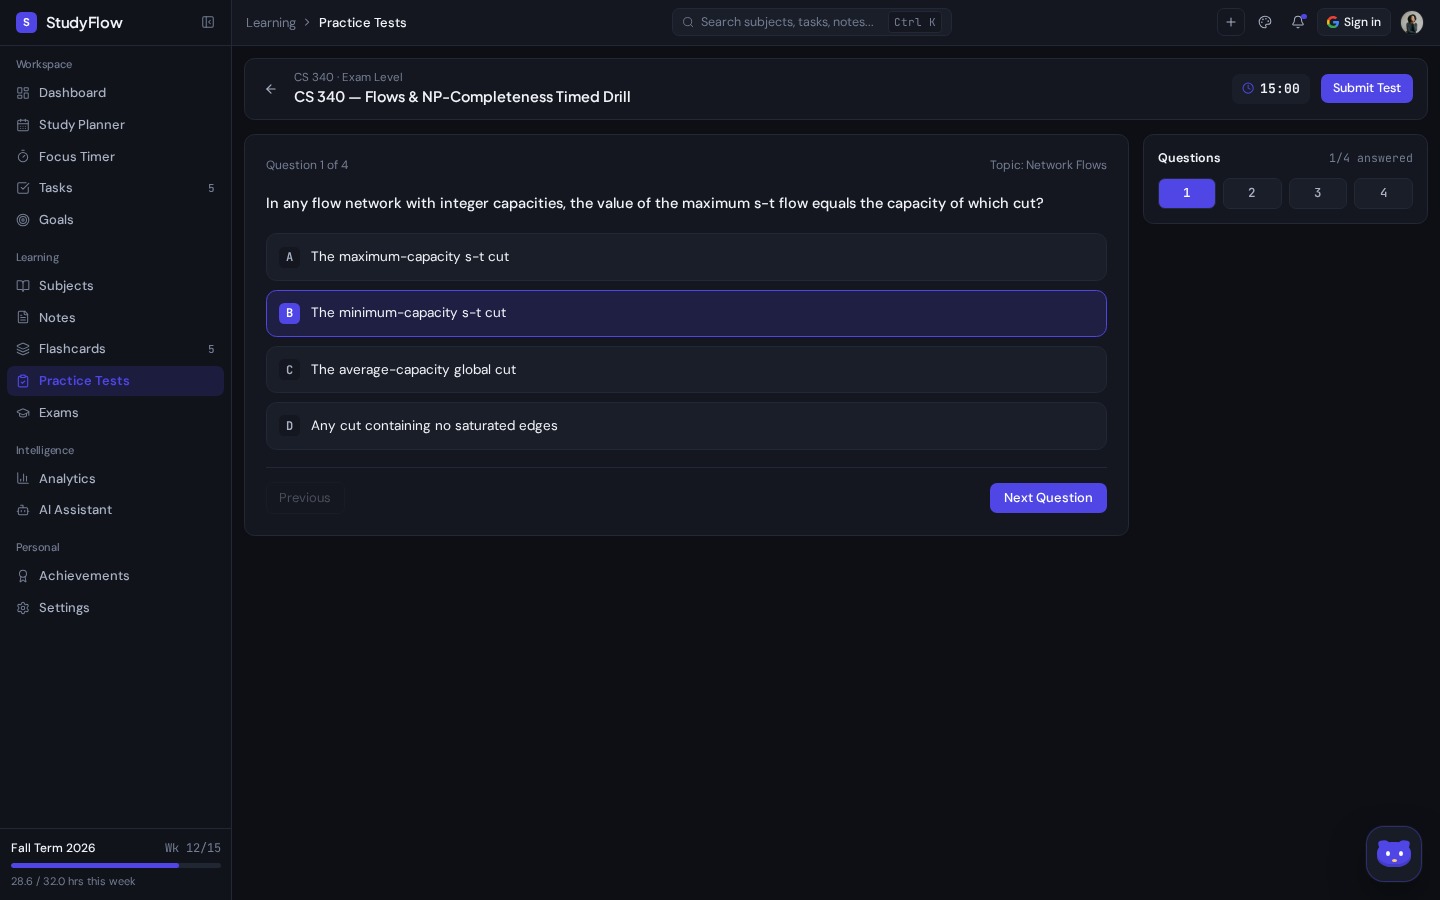 S StudyFlow
Learning > Practice Tests
Search subjects, tasks, notes... Ctrl K
Sign in
Workspace
Dashboard
Study Planner
Focus Timer
Tasks 5
Goals
Learning
Subjects
Notes
Flashcards 5
Practice Tests
Exams
Intelligence
Analytics
AI Assistant
Personal
Achievements
Settings
Fall Term 2026 Wk 12/15
28.6 / 32.0 hrs this week
CS 340 · Exam Level
CS 340 — Flows & NP-Completeness Timed Drill
15:00 Submit Test
Question 1 of 4 Topic: Network Flows
In any flow network with integer capacities, the value of the maximum s-t flow equals the capacity of which cut?
A The maximum-capacity s-t cut
B The minimum-capacity s-t cut
C The average-capacity global cut
D Any cut containing no saturated edges
Previous Next Question
Questions 1/4 answered
1 2 3 4